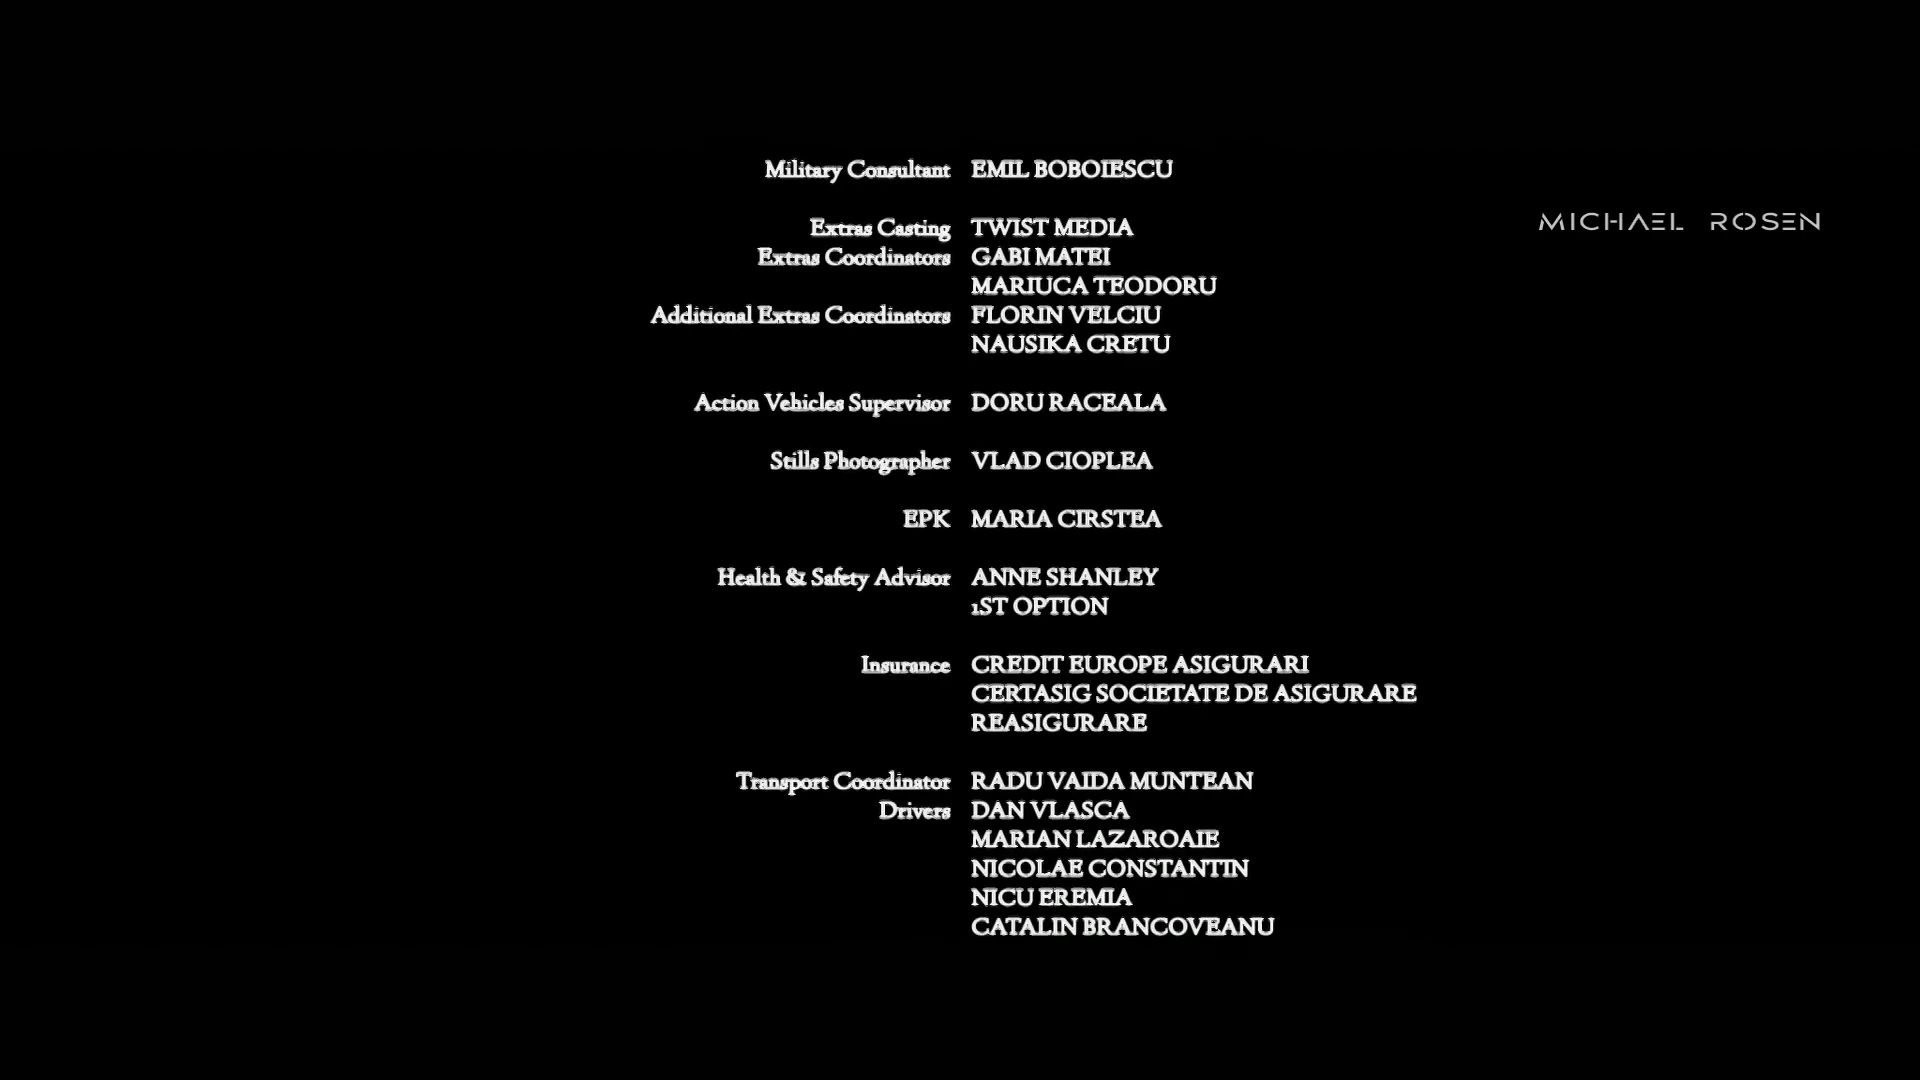 Military Consultant EMIL BOBOIESCU
MICHAEL ROSEN
Extras Casting TWIST MEDIA
Extras Coordinators GABI MATEI
MARIUCA TEODORU
Additional Extras Coordinators FLORIN VELCIU
NAUSIKA CRETU
Action Vehicles Supervisor DORU RACEALA
Stills Photographer VLAD CIOPLEA
EPK MARIA CIRSTEA
Health & Safety Advisor ANNE SHANLEY
1ST OPTION
Insurance CREDIT EUROPE ASIGURARI
CERTASIG SOCIETATE DE ASIGURARE
REASIGURARE
Transport Coordinator RADU VAIDA MUNTEAN
Drivers DAN VLASCA
MARIAN LAZAROAIE
NICOLAE CONSTANTIN
NICU EREMIA
CATALIN BRANCOVEANU